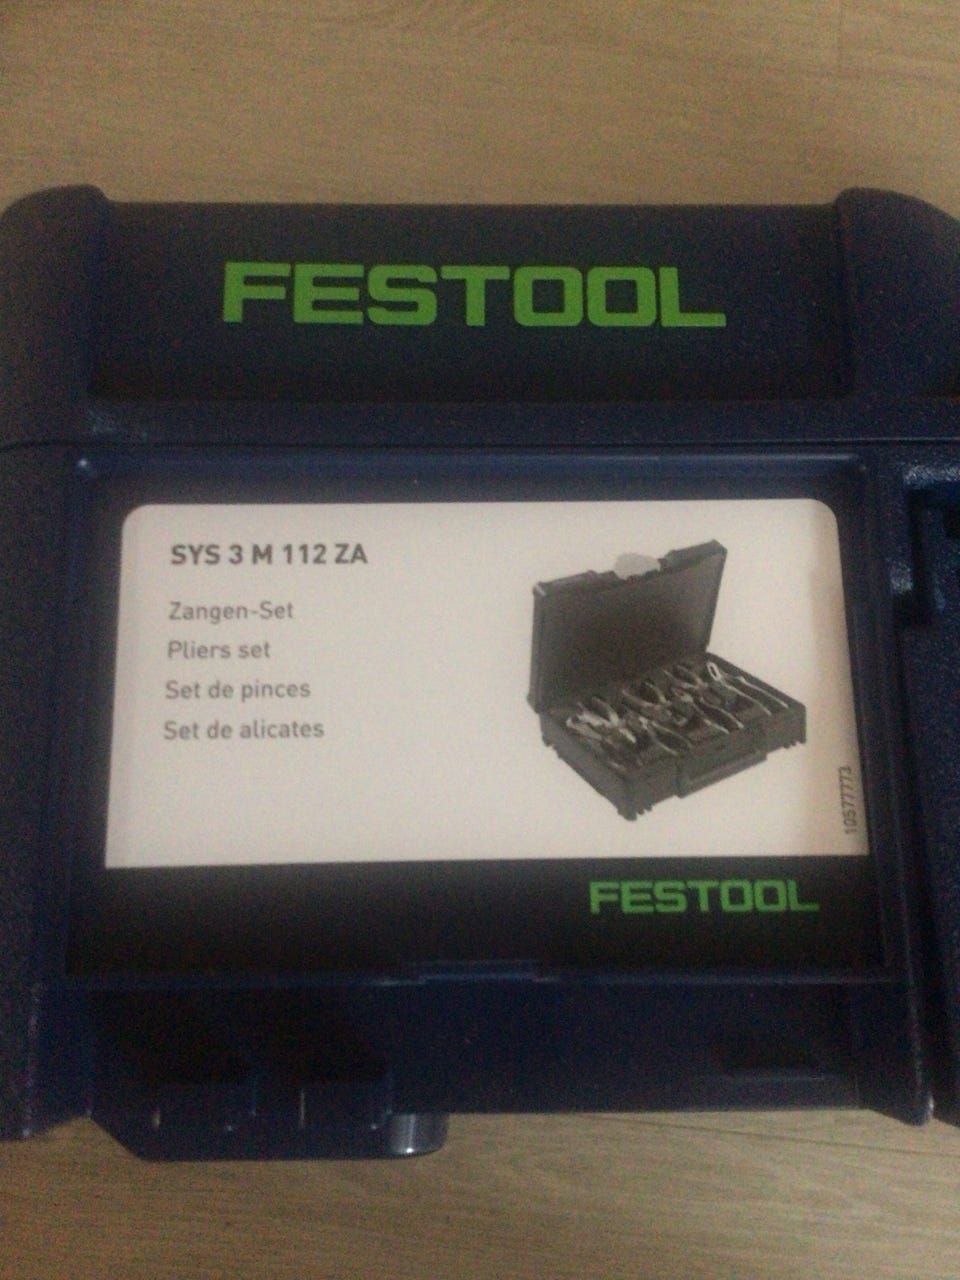 FESTOOL
SYS 3 M 112 ZA
Zangen-Set
Pliers set
Set de pinces
Set de alicates
10577773
FESTOOL